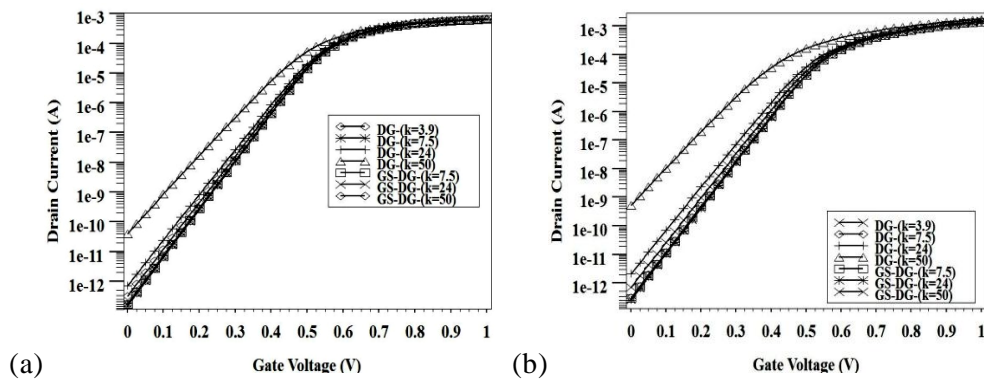 Drain Current (A)
1e-3
1e-4
1e-5
1e-6
1e-7
1e-8
1e-9
1e-10
1e-11
1e-12
DG-(k=3.9)
DG-(k=7.5)
DG-(k=24)
DG-(k=50)
GS-DG-(k=7.5)
GS-DG-(k=24)
GS-DG-(k=50)
0 0.1 0.2 0.3 0.4 0.5 0.6 0.7 0.8 0.9 1
Gate Voltage (V)
(a)
Drain Current (A)
1e-3
1e-4
1e-5
1e-6
1e-7
1e-8
1e-9
1e-10
1e-11
1e-12
DG-(k=3.9)
DG-(k=7.5)
DG-(k=24)
DG-(k=50)
GS-DG-(k=7.5)
GS-DG-(k=24)
GS-DG-(k=50)
0 0.1 0.2 0.3 0.4 0.5 0.6 0.7 0.8 0.9 1
Gate Voltage (V)
(b)